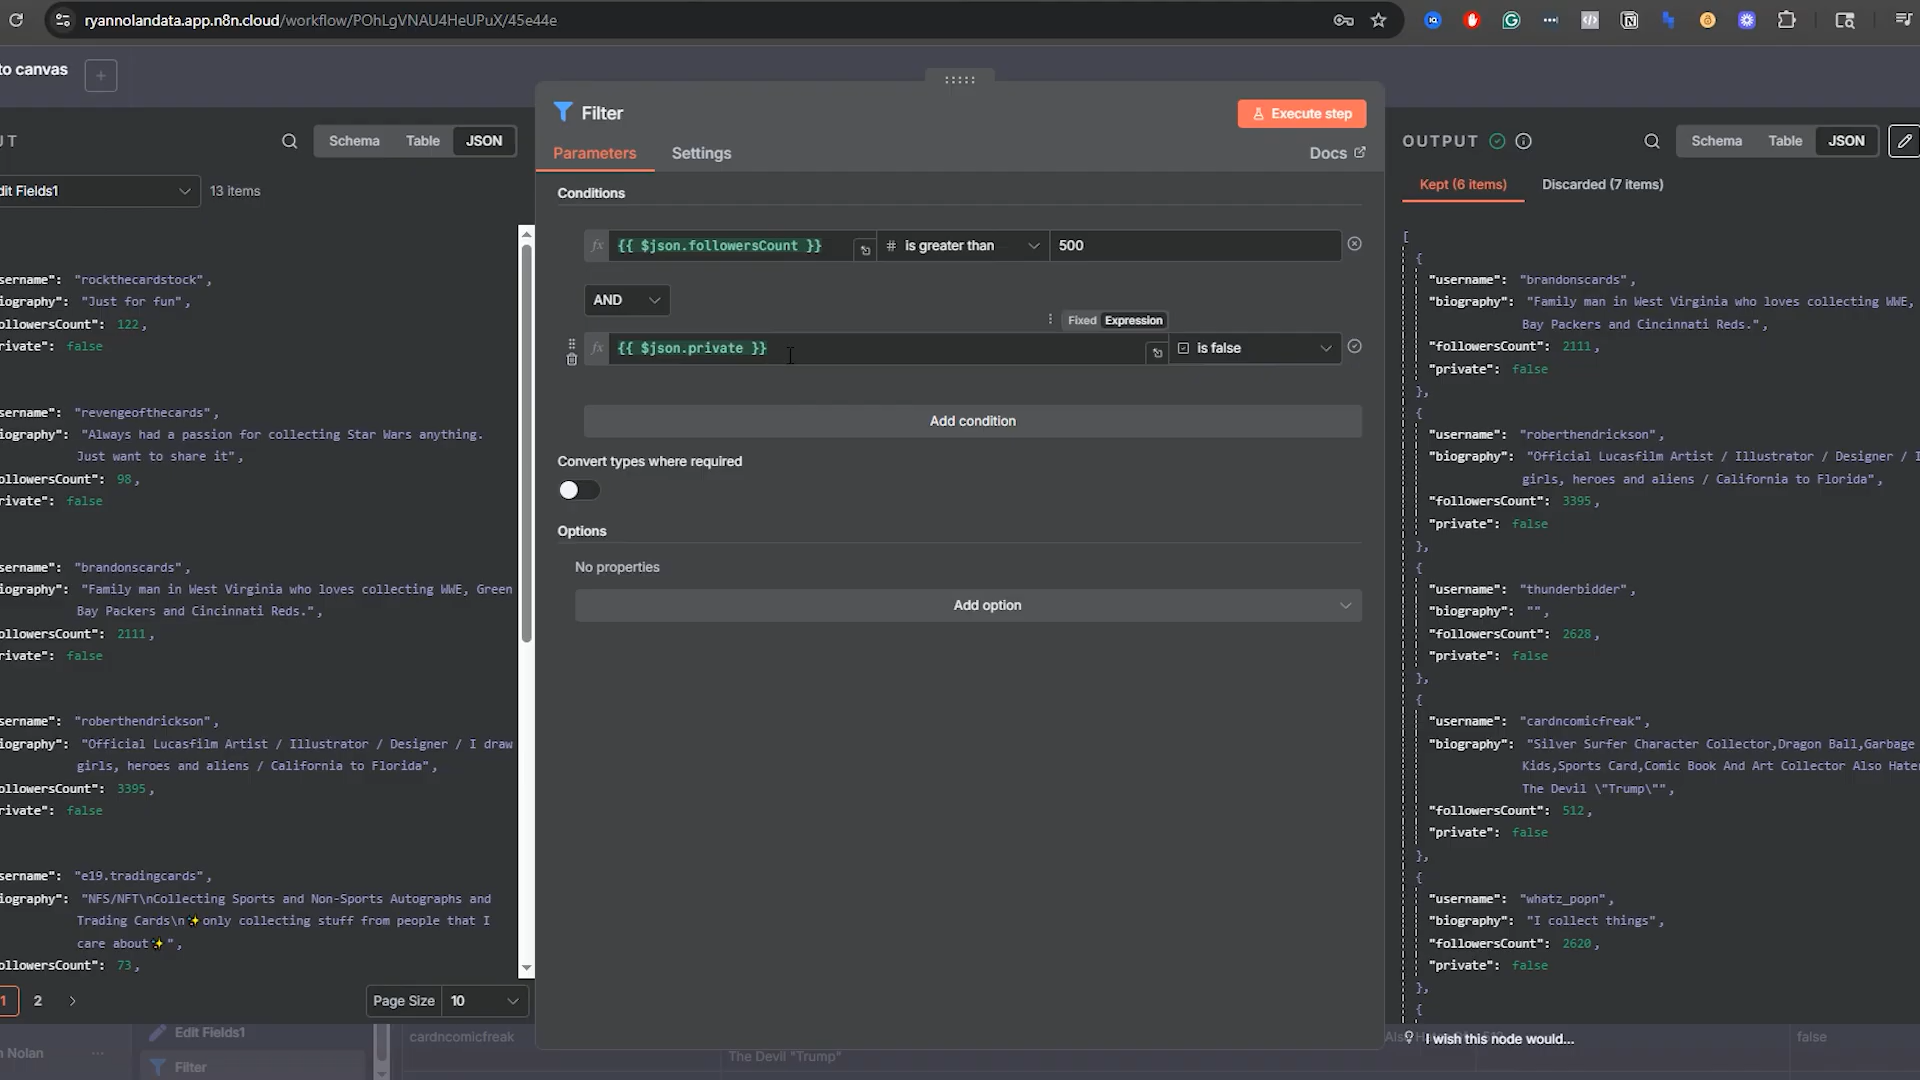 ryannolandata.app.n8n.cloud/workflow/POhLgVNAU4HeUPuX/45e44e
to canvas
+
UT
Schema
Table
JSON
dit Fields1
13 items
sername": "rockthecardstock",
iography": "Just for fun",
ollowersCount": 122,
rivate": false
sername": "revengeofthecards",
iography": "Always had a passion for collecting Star Wars anything.
Just want to share it",
ollowersCount": 98,
rivate": false
sername": "brandonscards",
iography": "Family man in West Virginia who loves collecting WWE, Green
Bay Packers and Cincinnati Reds.",
ollowersCount": 2111,
rivate": false
sername": "roberthendrickson",
iography": "Official Lucasfilm Artist / Illustrator / Designer / I draw
girls, heroes and aliens / California to Florida",
ollowersCount": 3395,
rivate": false
sername": "e19.tradingcards",
iography": "NFS/NFT\nCollecting Sports and Non-Sports Autographs and
Trading Cards\n✨only collecting stuff from people that I
care about✨",
ollowersCount": 73,
1
2
Page Size
10
n Nolan
Edit Fields1
Filter
cardncomicfreak
The Devil "Trump"
Filter
Execute step
Parameters
Settings
Docs
Conditions
fx
{{ $json.followersCount }}
# is greater than
500
AND
Fixed
Expression
fx
{{ $json.private }}
is false
Add condition
Convert types where required
Options
No properties
Add option
OUTPUT
Schema
Table
JSON
Kept (6 items)
Discarded (7 items)
[
{
"username": "brandonscards",
"biography": "Family man in West Virginia who loves collecting WWE,
Bay Packers and Cincinnati Reds.",
"followersCount": 2111,
"private": false
},
{
"username": "roberthendrickson",
"biography": "Official Lucasfilm Artist / Illustrator / Designer / I
girls, heroes and aliens / California to Florida",
"followersCount": 3395,
"private": false
},
{
"username": "thunderbidder",
"biography": "",
"followersCount": 2628,
"private": false
},
{
"username": "cardncomicfreak",
"biography": "Silver Surfer Character Collector,Dragon Ball,Garbage
Kids,Sports Card,Comic Book And Art Collector Also Hater
The Devil \"Trump\"",
"followersCount": 512,
"private": false
},
{
"username": "whatz_popn",
"biography": "I collect things",
"followersCount": 2620,
"private": false
},
{
I wish this node would...
false